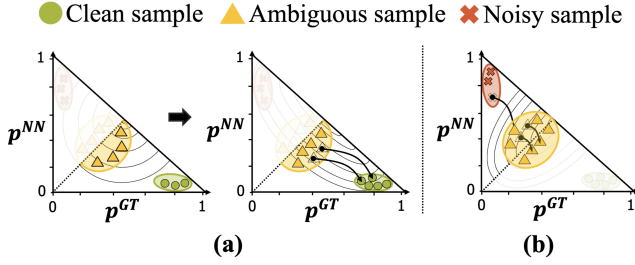 Clean sample Ambiguous sample Noisy sample
1 1 1
p^NN p^NN p^NN
0 0 0
0 1 0 1 0 1
p^GT p^GT p^GT
(a) (b)